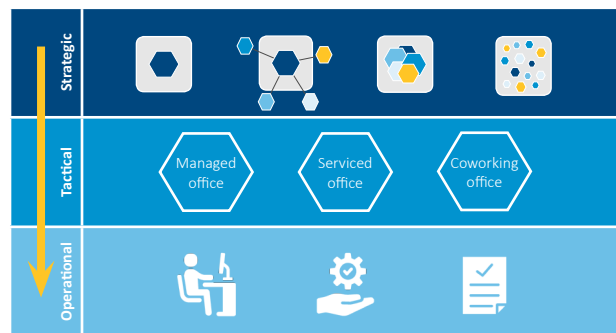 Strategic
Tactical
Managed
office
Serviced
office
Coworking
office
Operational